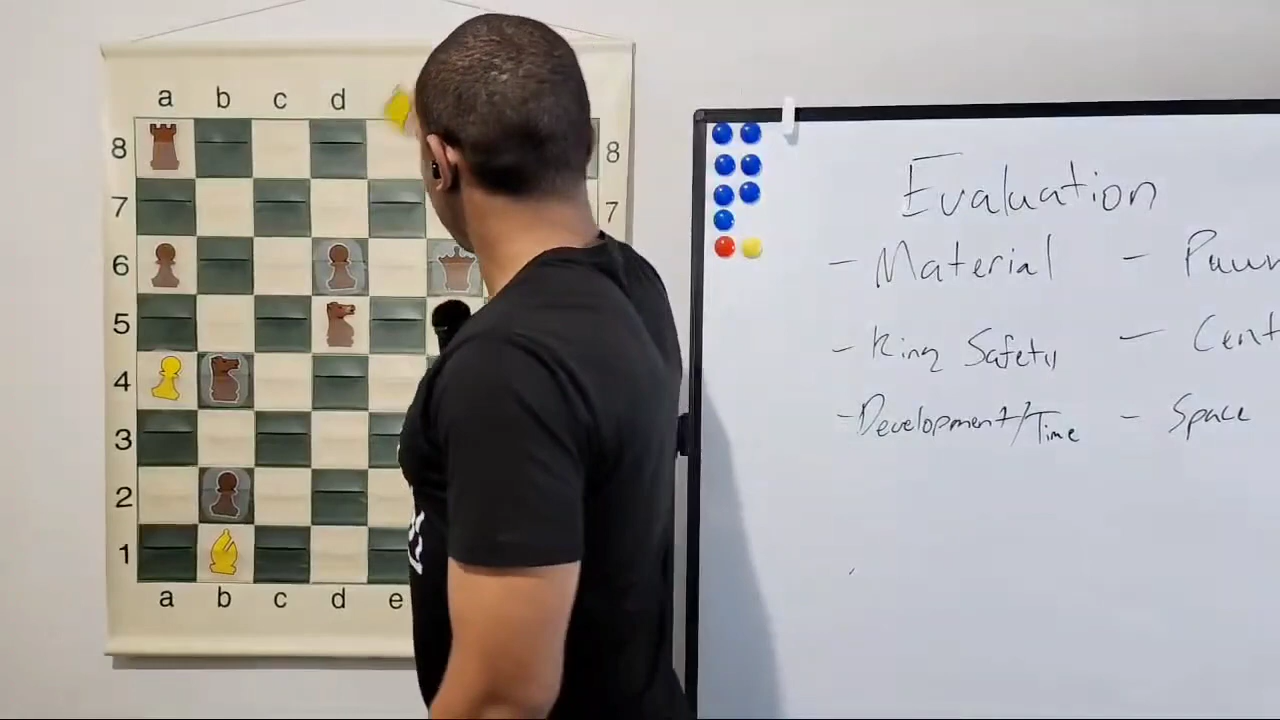 a b c d
8 8
7 7
6
5
4
3
2
1
a b c d e
Evaluation
- Material -
- King Safety -
- Development/Time - Space